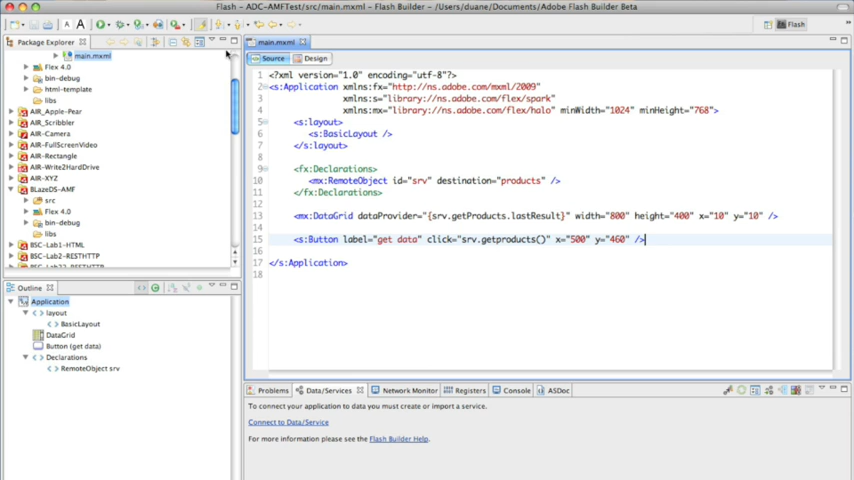 Flash - ADC-AMFTest/src/main.mxml - Flash Builder - /Users/duane/Documents/Adobe Flash Builder Beta
A A
Flash
Package Explorer
main.mxml
Flex 4.0
bin-debug
html-template
libs
AIR_Apple-Pear
AIR_Scribbler
AIR-Camera
AIR-FullScreenVideo
AIR-Rectangle
AIR-Write2HardDrive
AIR-XYZ
BLazeDS-AMF
src
Flex 4.0
bin-debug
libs
BSC-Lab1-HTML
BSC-Lab2-RESTHTTP
Outline
Application
layout
BasicLayout
DataGrid
Button (get data)
Declarations
RemoteObject srv
main.mxml
Source
Design
1 <?xml version="1.0" encoding="utf-8"?>
2 <s:Application xmlns:fx="http://ns.adobe.com/mxml/2009"
3 xmlns:s="library://ns.adobe.com/flex/spark"
4 xmlns:mx="library://ns.adobe.com/flex/halo" minWidth="1024" minHeight="768">
5 <s:layout>
6 <s:BasicLayout />
7 </s:layout>
8
9 <fx:Declarations>
10 <mx:RemoteObject id="srv" destination="products" />
11 </fx:Declarations>
12
13 <mx:DataGrid dataProvider="{srv.getProducts.lastResult}" width="800" height="400" x="10" y="10" />
14
15 <s:Button label="get data" click="srv.getproducts()" x="500" y="460" />
16
17 </s:Application>
Problems
Data/Services
Network Monitor
Registers
Console
ASDoc
To connect your application to data you must create or import a service.
Connect to Data/Service
For more information please see the Flash Builder Help.